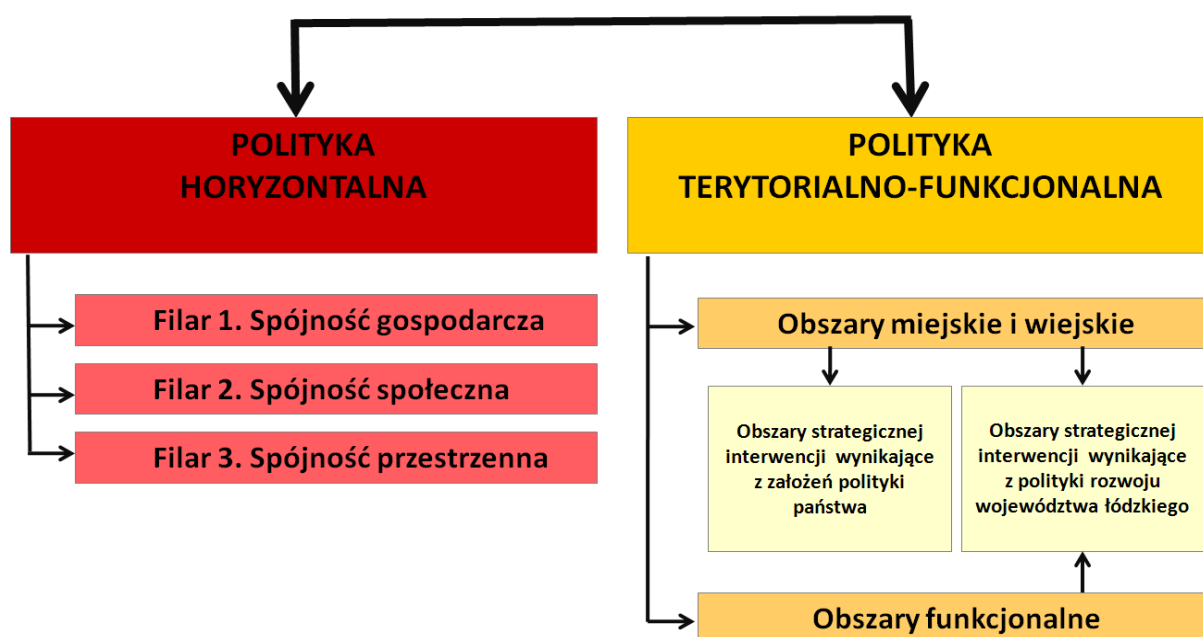 POLITYKA
HORYZONTALNA
Filar 1. Spójność gospodarcza
Filar 2. Spójność społeczna
Filar 3. Spójność przestrzenna
POLITYKA
TERYTORIALNO-FUNKCJONALNA
Obszary miejskie i wiejskie
Obszary strategicznej
interwencji wynikające
z założeń polityki
państwa
Obszary strategicznej
interwencji wynikające
z polityki rozwoju
województwa łódzkiego
Obszary funkcjonalne